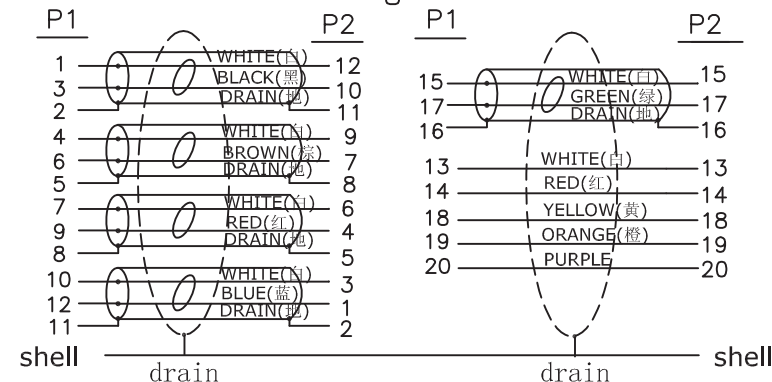 P1 P2 P1 P2
1 WHITE(白) 12
3 BLACK(黑) 10
2 DRAIN(地) 11
4 WHITE(白) 9
6 BROWN(棕) 7
5 DRAIN(地) 8
7 WHITE(白) 6
9 RED(红) 4
8 DRAIN(地) 5
10 WHITE(白) 3
12 BLUE(蓝) 1
11 DRAIN(地) 2
15 WHITE(白) 15
17 GREEN(绿) 17
16 DRAIN(地) 16
13 WHITE(白) 13
14 RED(红) 14
18 YELLOW(黄) 18
19 ORANGE(橙) 19
20 PURPLE 20
shell shell
drain drain